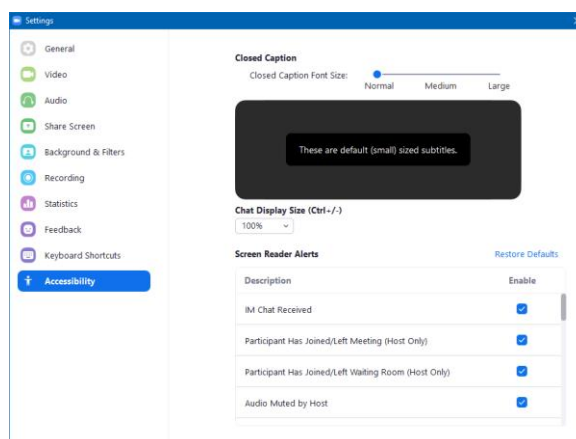 Settings
General
Video
Audio
Share Screen
Background & Filters
Recording
Statistics
Feedback
Keyboard Shortcuts
Accessibility
Closed Caption
Closed Caption Font Size:
Normal Medium Large
These are default (small) sized subtitles.
Chat Display Size (Ctrl+/-)
100%
Screen Reader Alerts Restore Defaults
Description Enable
IM Chat Received
Participant Has Joined/Left Meeting (Host Only)
Participant Has Joined/Left Waiting Room (Host Only)
Audio Muted by Host